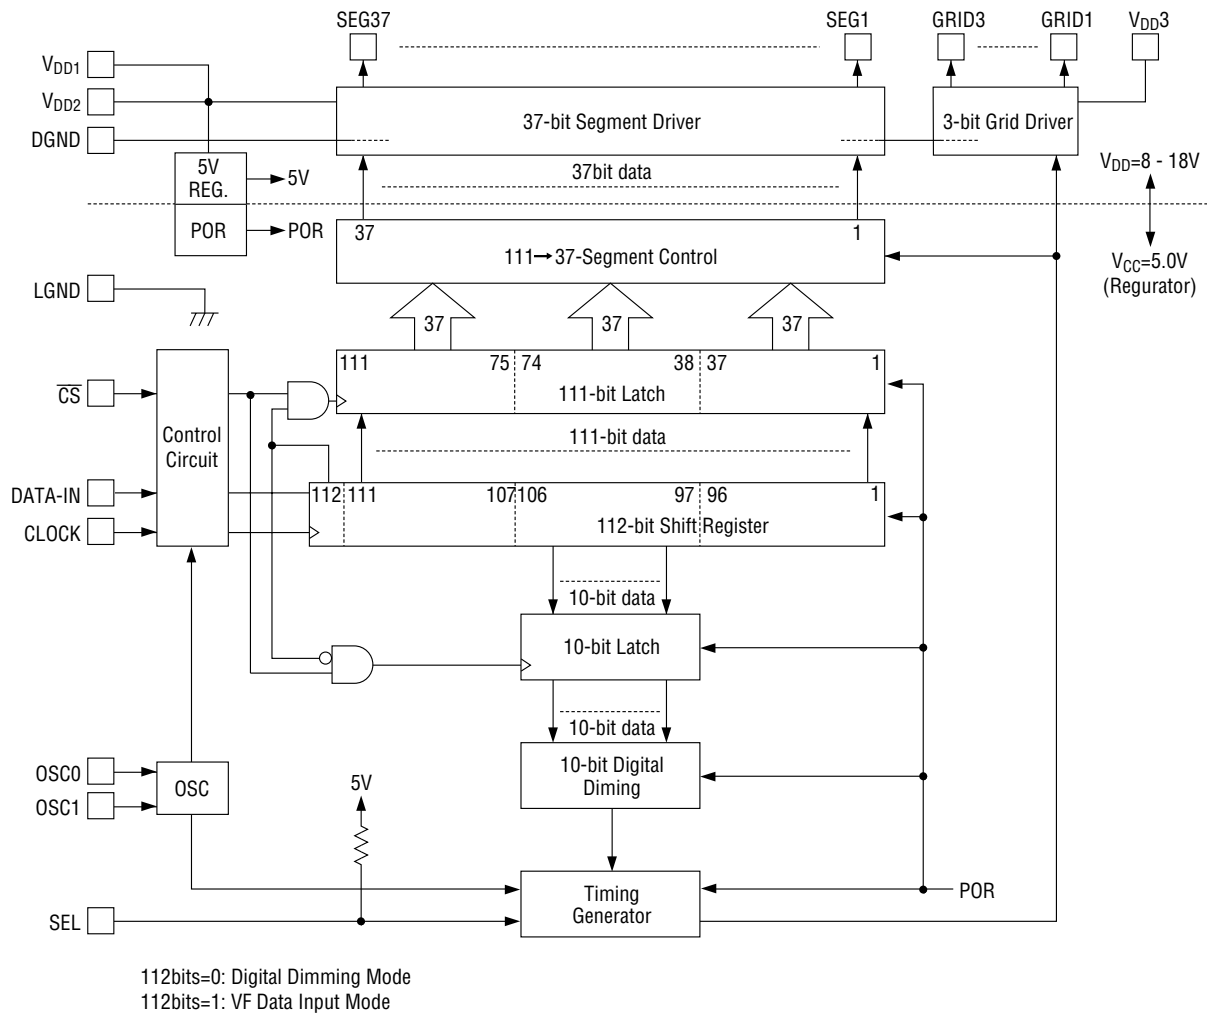 SEG37 SEG1 GRID3 GRID1 VDD3
VDD1
VDD2
DGND
37-bit Segment Driver
3-bit Grid Driver
5V
REG.
5V
37bit data
VDD=8 - 18V
POR
POR
37 1
111→37-Segment Control
VCC=5.0V
(Regurator)
LGND
37 37 37
111 75 74 38 37 1
111-bit Latch
CS
Control
Circuit
111-bit data
DATA-IN
CLOCK
112 111 107 106 97 96 1
112-bit Shift Register
10-bit data
10-bit Latch
10-bit data
10-bit Digital
Diming
OSC0
OSC1
OSC
5V
Timing
Generator
POR
SEL
112bits=0: Digital Dimming Mode
112bits=1: VF Data Input Mode